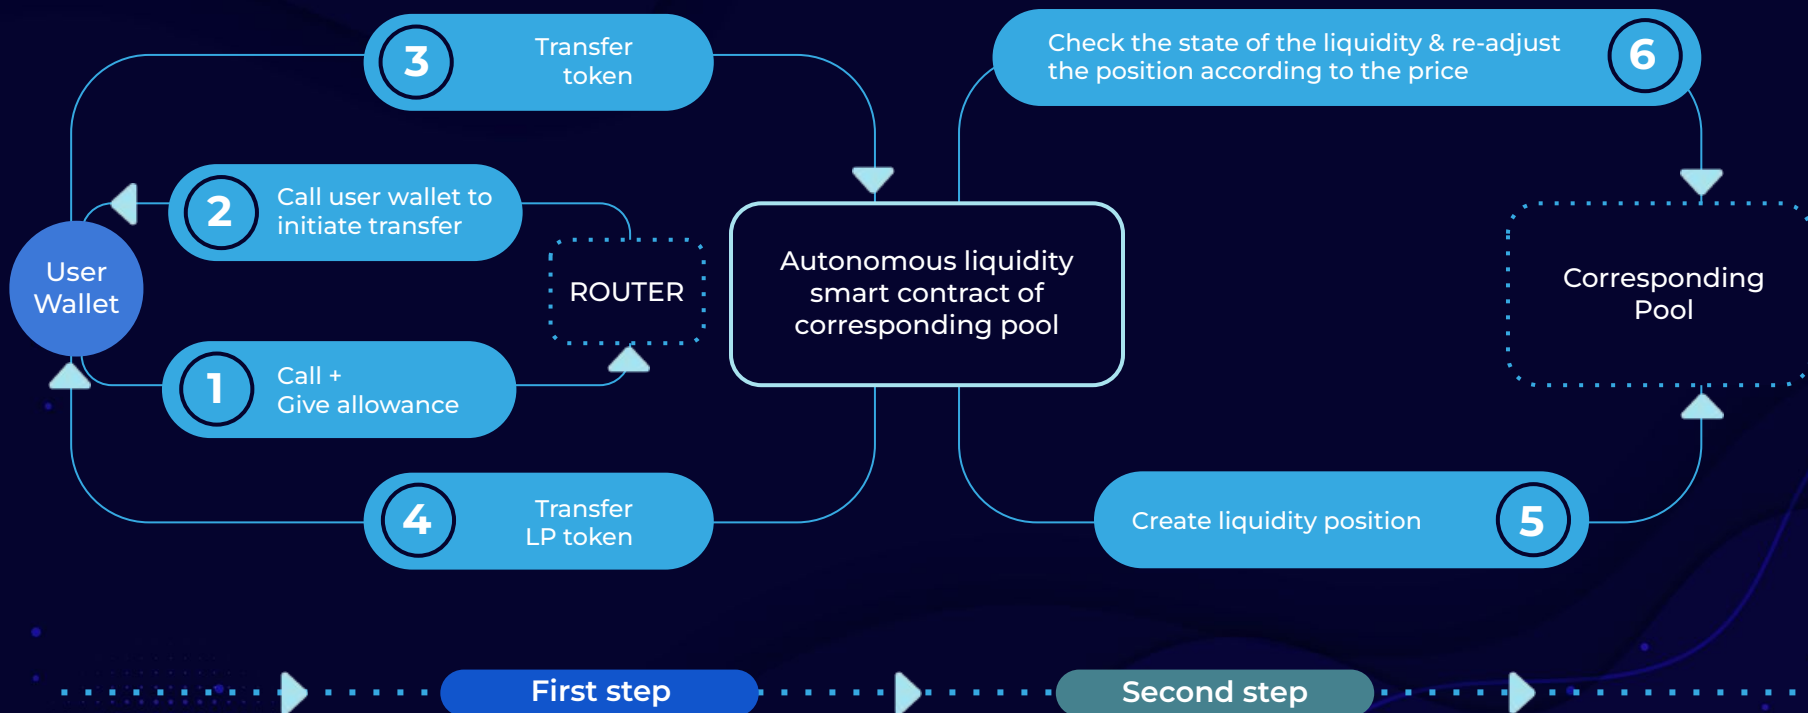 3
Transfer
token
Check the state of the liquidity & re-adjust
the position according to the price
6
2
Call user wallet to
initiate transfer
User
Wallet
ROUTER
Autonomous liquidity
smart contract of
corresponding pool
Corresponding
Pool
1
Call +
Give allowance
4
Transfer
LP token
Create liquidity position
5
First step
Second step